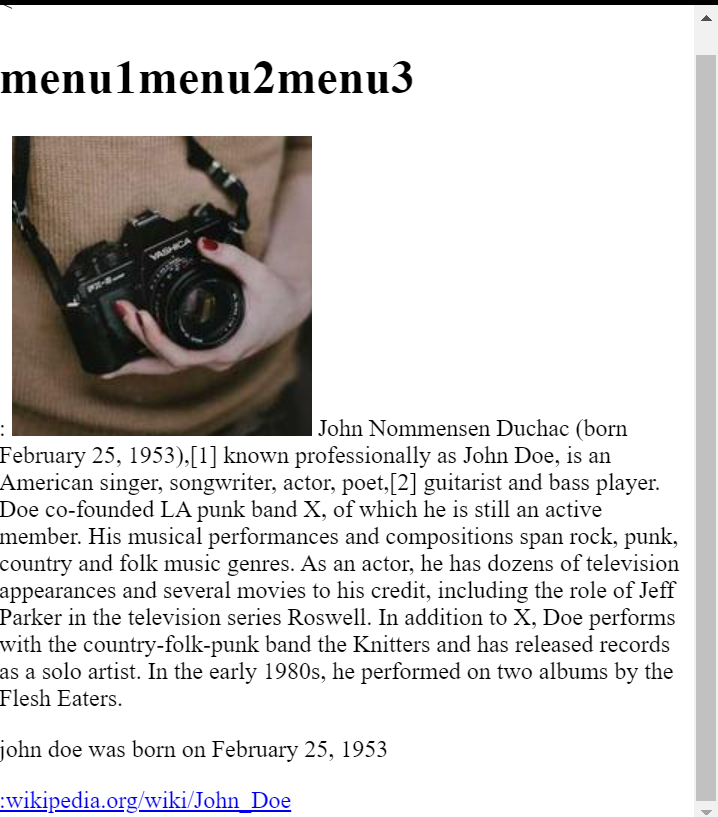 <
menu1menu2menu3
YASHICA
: John Nommensen Duchac (born
February 25, 1953),[1] known professionally as John Doe, is an
American singer, songwriter, actor, poet,[2] guitarist and bass player.
Doe co-founded LA punk band X, of which he is still an active
member. His musical performances and compositions span rock, punk,
country and folk music genres. As an actor, he has dozens of television
appearances and several movies to his credit, including the role of Jeff
Parker in the television series Roswell. In addition to X, Doe performs
with the country-folk-punk band the Knitters and has released records
as a solo artist. In the early 1980s, he performed on two albums by the
Flesh Eaters.
john doe was born on February 25, 1953
:wikipedia.org/wiki/John_Doe